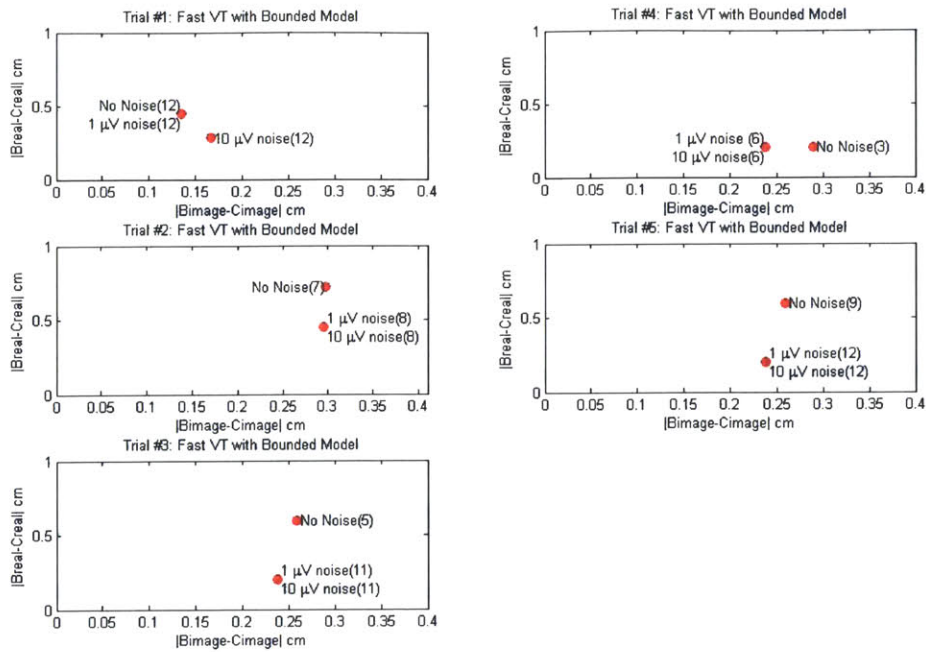 Trial #1: Fast VT with Bounded Model
1
0.5
0
|Breal-Creal| cm
No Noise(12)
1 µV noise(12)
10 µV noise(12)
0 0.05 0.1 0.15 0.2 0.25 0.3 0.35 0.4
|Bimage-Cimage| cm
Trial #2: Fast VT with Bounded Model
1
0.5
0
|Breal-Creal| cm
No Noise(7)
1 µV noise(8)
10 µV noise(8)
0 0.05 0.1 0.15 0.2 0.25 0.3 0.35 0.4
|Bimage-Cimage| cm
Trial #3: Fast VT with Bounded Model
1
0.5
0
|Breal-Creal| cm
No Noise(5)
1 µV noise(11)
10 µV noise(11)
0 0.05 0.1 0.15 0.2 0.25 0.3 0.35 0.4
|Bimage-Cimage| cm
Trial #4: Fast VT with Bounded Model
1
0.5
0
|Breal-Creal| cm
1 µV noise (6)
10 µV noise(6)
No Noise(3)
0 0.05 0.1 0.15 0.2 0.25 0.3 0.35 0.4
|Bimage-Cimage| cm
Trial #5: Fast VT with Bounded Model
1
0.5
0
|Breal-Creal| cm
No Noise(9)
1 µV noise(12)
10 µV noise(12)
0 0.05 0.1 0.15 0.2 0.25 0.3 0.35 0.4
|Bimage-Cimage| cm